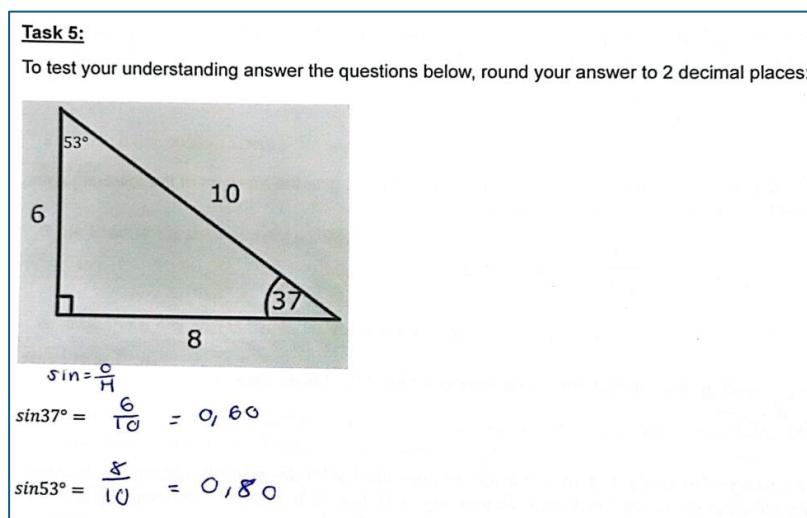 Task 5:
To test your understanding answer the questions below, round your answer to 2 decimal places:
53°
10
6
37
8
sin = O/H
sin37° = 6/10 = 0,60
sin53° = 8/10 = 0,80